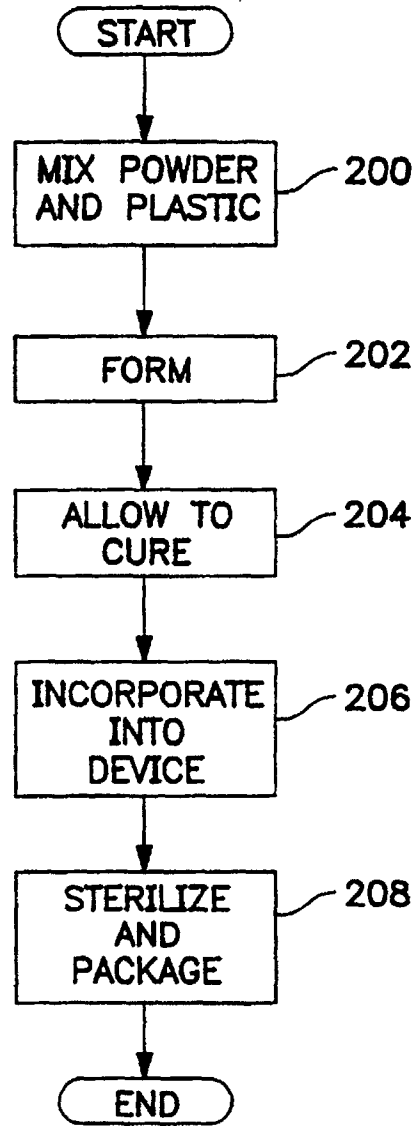 START
MIX POWDER
AND PLASTIC
200
FORM
202
ALLOW TO
CURE
204
INCORPORATE
INTO
DEVICE
206
STERILIZE
AND
PACKAGE
208
END